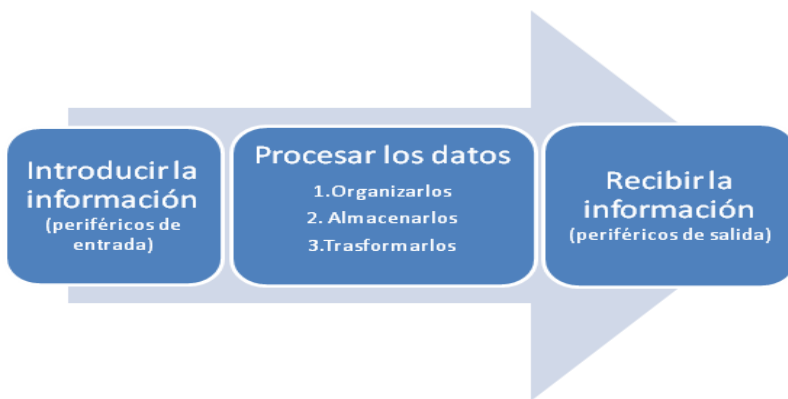 Introducir la
información
(periféricos de
entrada)
Procesar los datos
1.Organizarlos
2. Almacenarlos
3.Trasformarlos
Recibir la
información
(periféricos de salida)